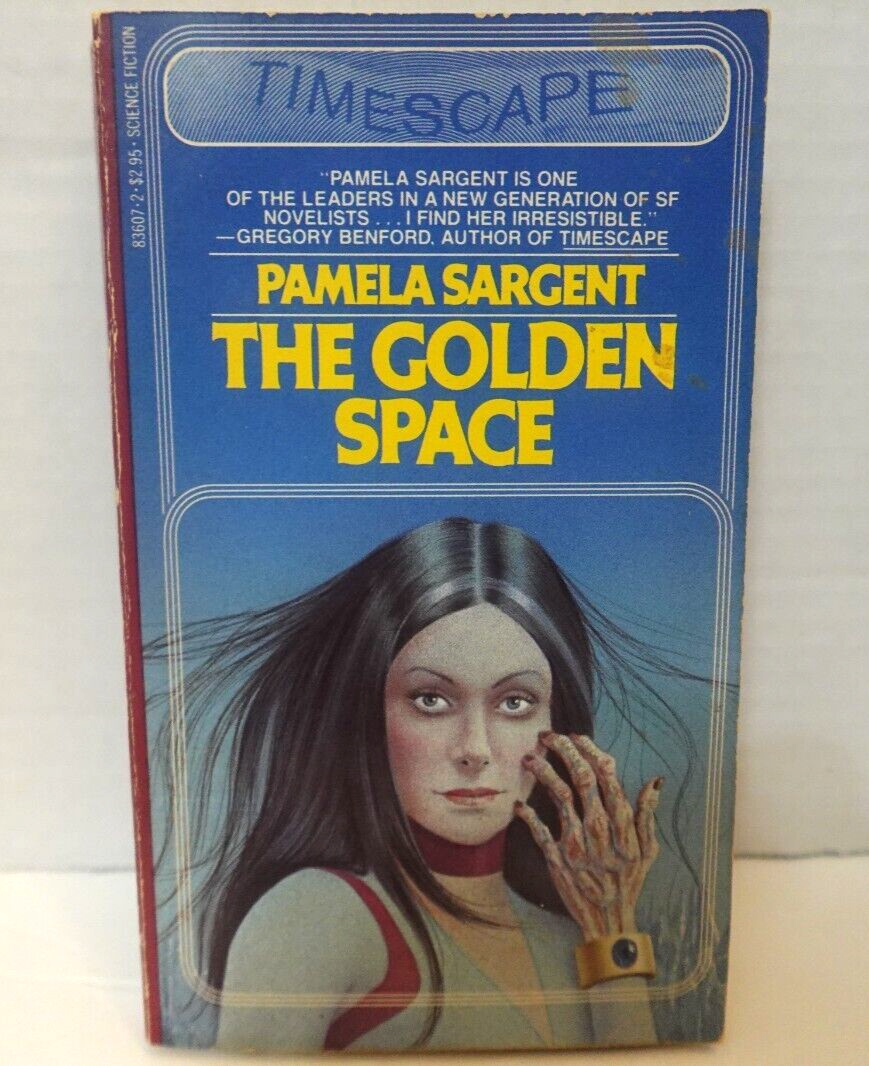 TIMESCAPE
"PAMELA SARGENT IS ONE
OF THE LEADERS IN A NEW GENERATION OF SF
NOVELISTS...I FIND HER IRRESISTIBLE."
—GREGORY BENFORD, AUTHOR OF TIMESCAPE
PAMELA SARGENT
THE GOLDEN
SPACE
83607-2•$2.95•SCIENCE FICTION